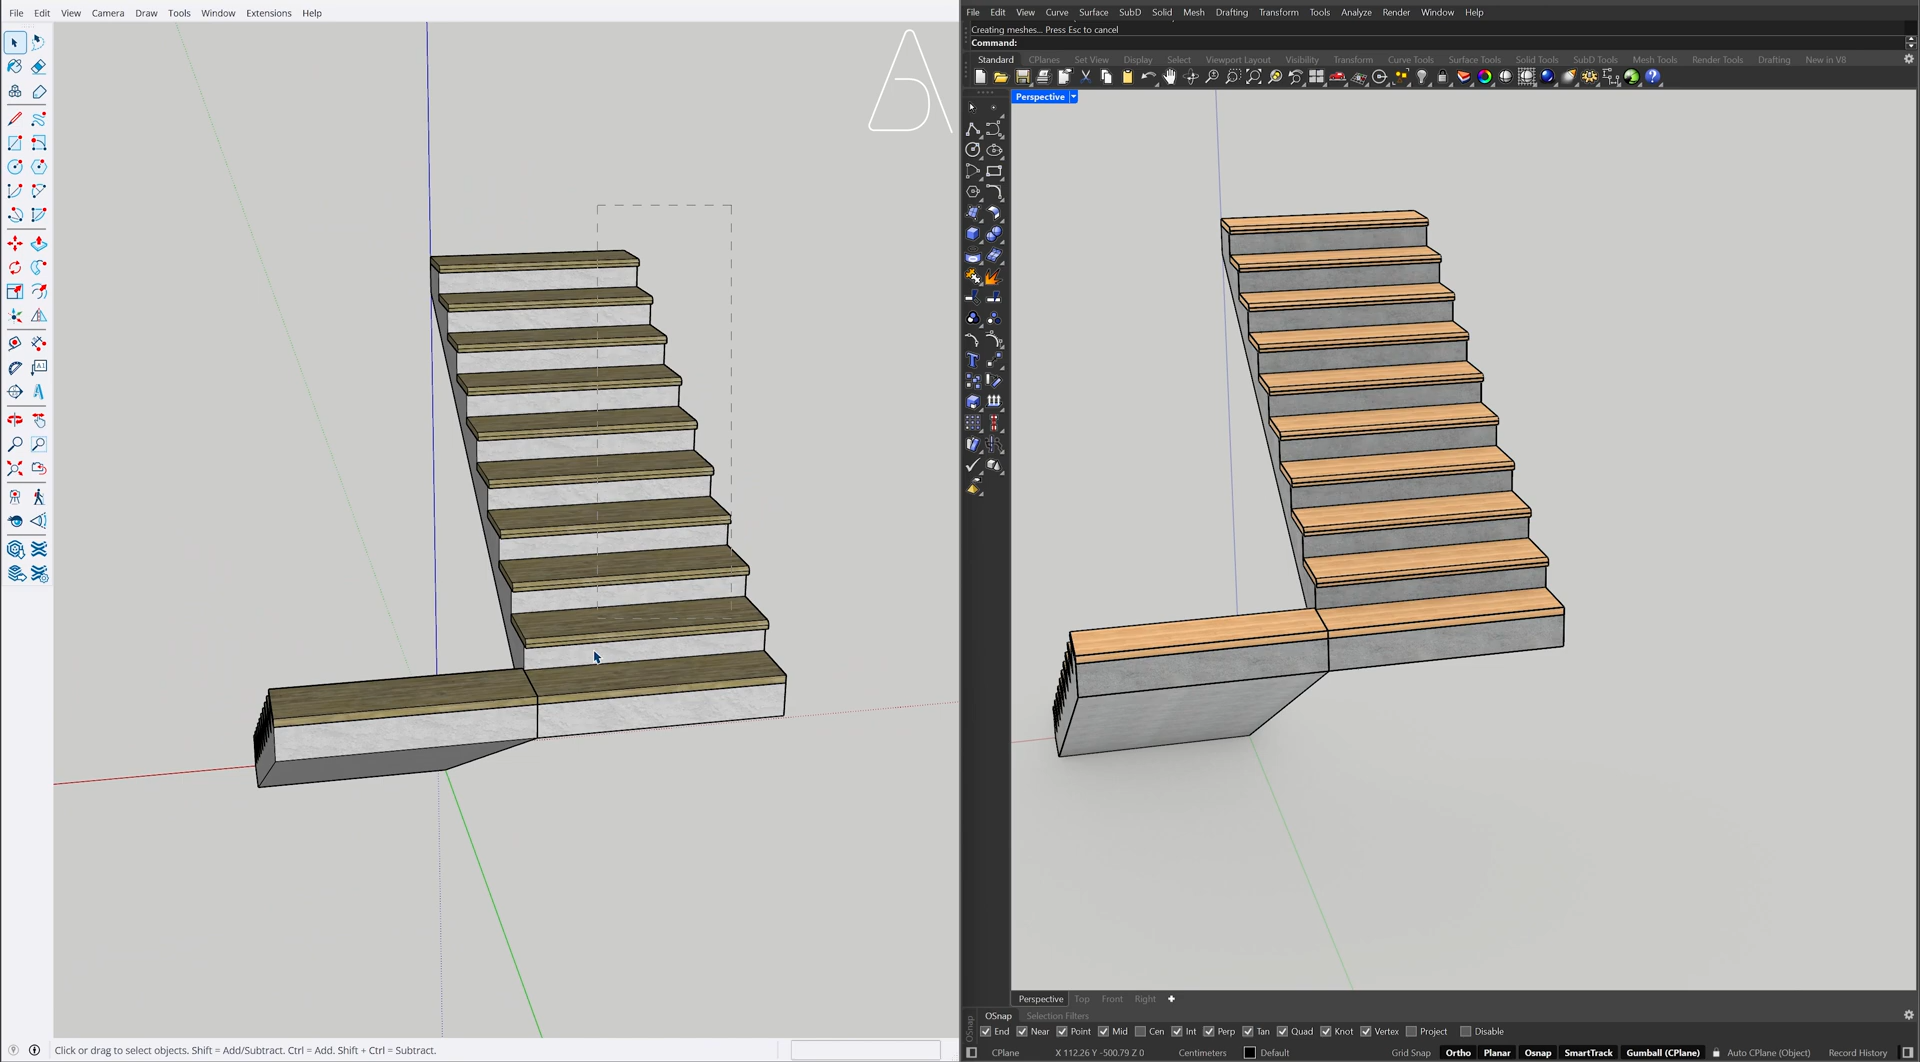 File Edit View Camera Draw Tools Window Extensions Help
Click or drag to select objects. Shift = Add/Subtract. Ctrl = Add. Shift + Ctrl = Subtract.
File Edit View Curve Surface SubD Solid Mesh Drafting Transform Tools Analyze Render Window Help
Creating meshes... Press Esc to cancel
Command:
Standard CPlanes Set View Display Select Viewport Layout Visibility Transform Curve Tools Surface Tools Solid Tools SubD Tools Mesh Tools Render Tools Drafting New in V8
Perspective
Perspective Top Front Right
OSnap Selection Filters
End Near Point Mid Cen Int Perp Tan Quad Knot Vertex Project Disable
CPlane X 112.26 Y -500.79 Z 0 Centimeters Default Grid Snap Ortho Planar Osnap SmartTrack Gumball (CPlane) Auto CPlane (Object) Record History